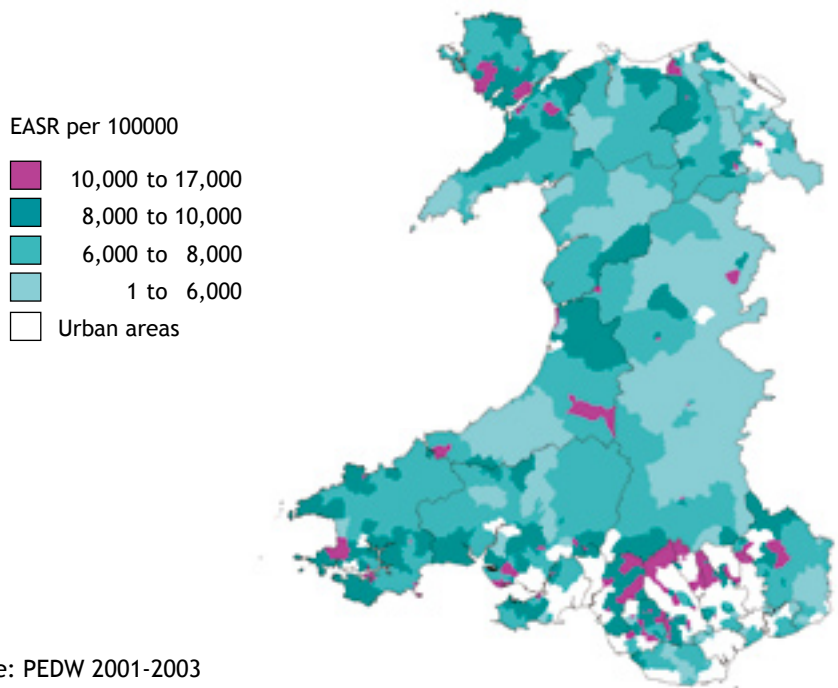 EASR per 100000
10,000 to 17,000
8,000 to 10,000
6,000 to 8,000
1 to 6,000
Urban areas
e: PEDW 2001-2003